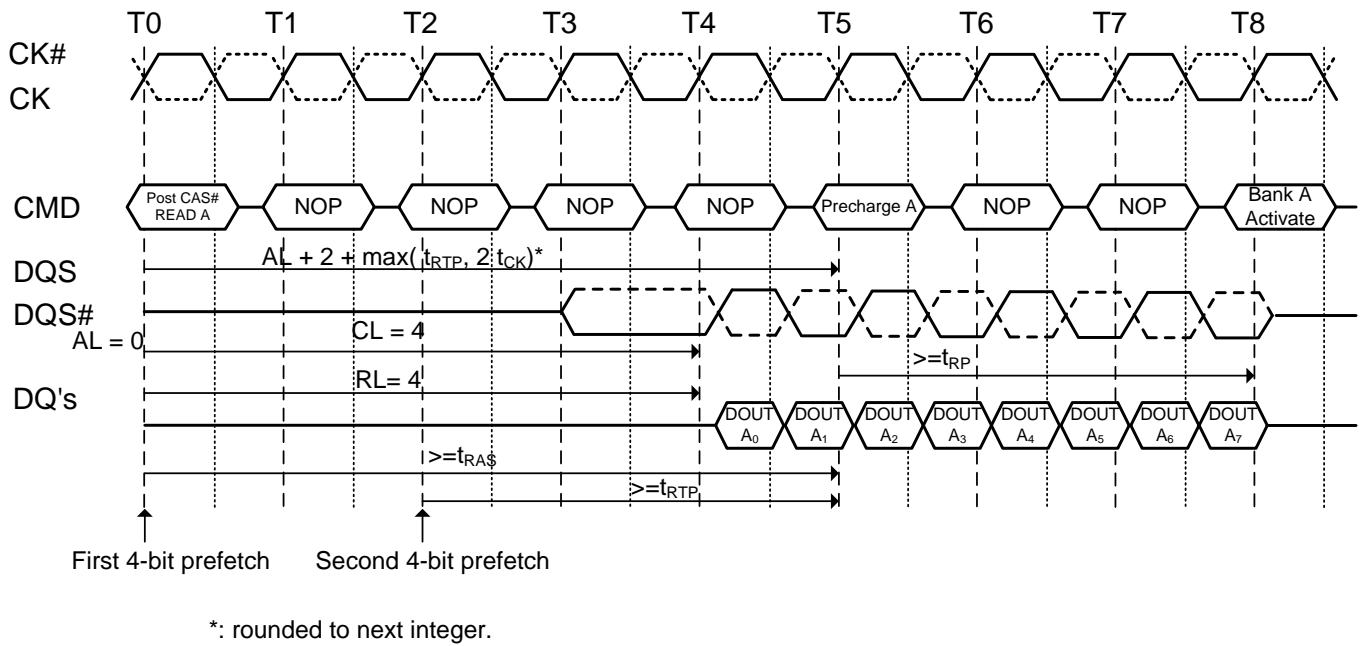 T0 T1 T2 T3 T4 T5 T6 T7 T8
CK#
CK
CMD
Post CAS#
READ A
NOP
NOP
NOP
NOP
Precharge A
NOP
NOP
Bank A
Activate
AL + 2 + max( tRTP, 2 tCK)*
DQS
DQS#
AL = 0
CL = 4
>=tRP
RL= 4
DQ's
DOUT
A0
DOUT
A1
DOUT
A2
DOUT
A3
DOUT
A4
DOUT
A5
DOUT
A6
DOUT
A7
>=tRAS
>=tRTP
First 4-bit prefetch
Second 4-bit prefetch
*: rounded to next integer.